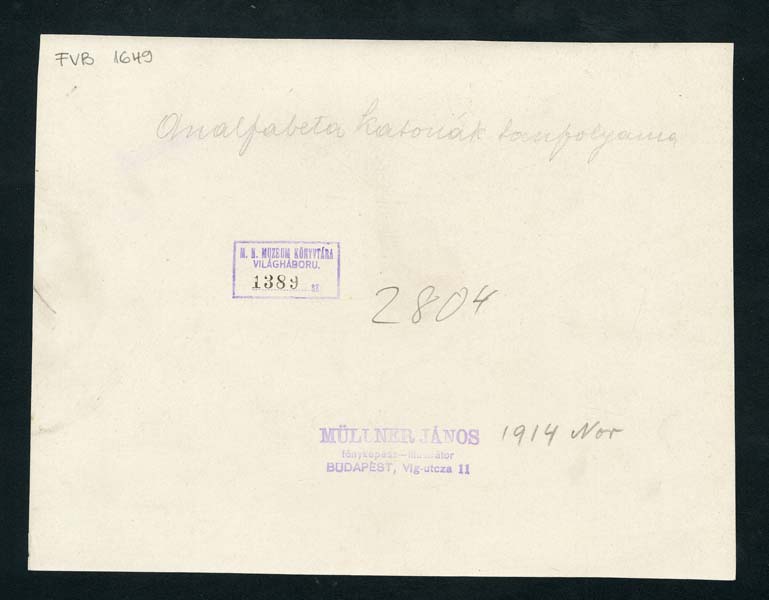 FVB 1649
Analfabeta katonák tanfolyama
M. N. MUZEUM KÖNYVTÁRA
VILÁGHÁBORU.
1389
2804
MÜLLNER JÁNOS 1914 Nov
fényképész—illusztrátor
BUDAPEST, Vig-utcza 11